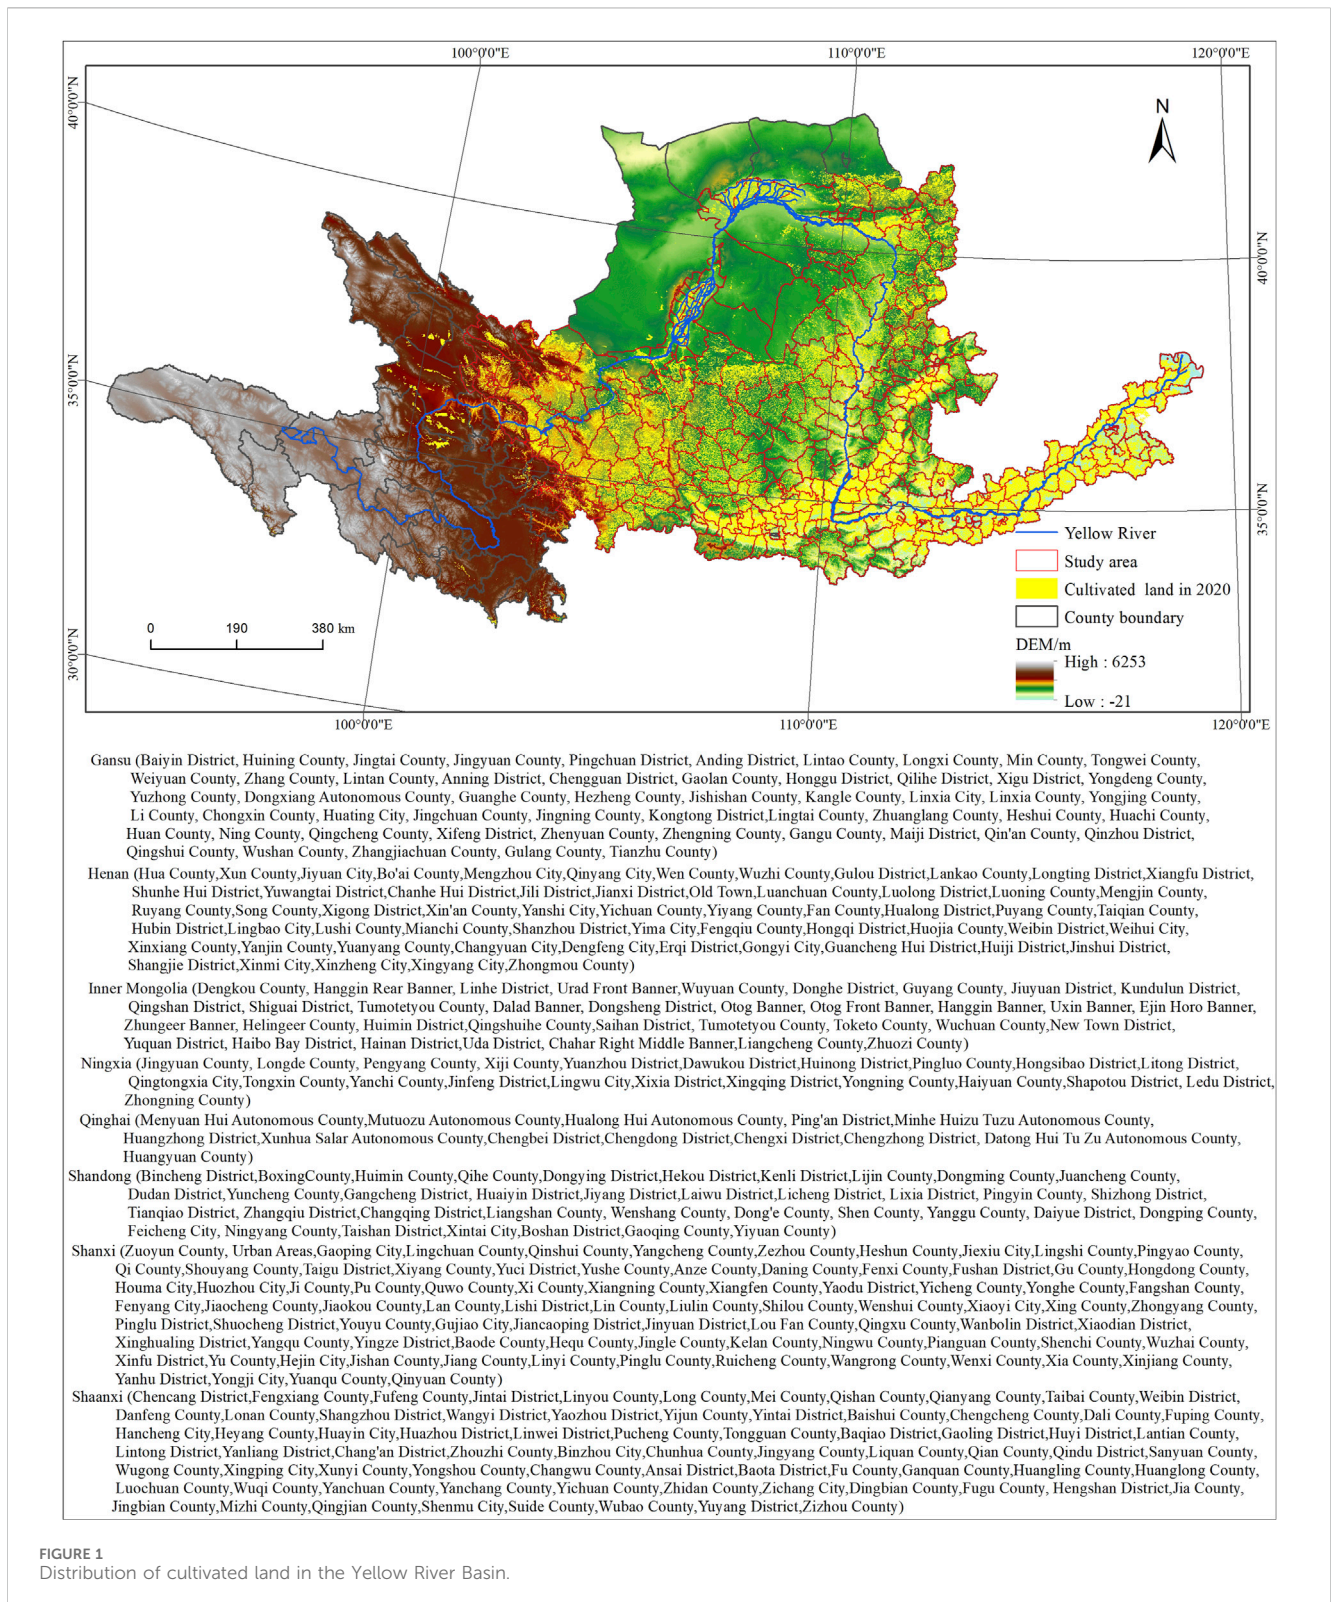 100°0'0"E 110°0'0"E 120°0'0"E
40°0'0"N
N
40°0'0"N
35°0'0"N
35°0'0"N
Yellow River
Study area
Cultivated land in 2020
County boundary
0 190 380 km
30°0'0"N
DEM/m
High : 6253
Low : -21
100°0'0"E 110°0'0"E 120°0'0"E
Gansu (Baiyin District, Huining County, Jingtai County, Jingyuan County, Pingchuan District, Anding District, Lintao County, Longxi County, Min County, Tongwei County,
Weiyuan County, Zhang County, Lintan County, Anning District, Chengguan District, Gaolan County, Honggu District, Qilihe District, Xigu District, Yongdeng County,
Yuzhong County, Dongxiang Autonomous County, Guanghe County, Hezheng County, Jishishan County, Kangle County, Linxia City, Linxia County, Yongjing County,
Li County, Chongxin County, Huating City, Jingchuan County, Jingning County, Kongtong District,Lingtai County, Zhuanglang County, Heshui County, Huachi County,
Huan County, Ning County, Qingcheng County, Xifeng District, Zhenyuan County, Zhengning County, Gangu County, Maiji District, Qin'an County, Qinzhou District,
Qingshui County, Wushan County, Zhangjiachuan County, Gulang County, Tianzhu County)
Henan (Hua County,Xun County,Jiyuan City,Bo'ai County,Mengzhou City,Qinyang City,Wen County,Wuzhi County,Gulou District,Lankao County,Longting District,Xiangfu District,
Shunhe Hui District,Yuwangtai District,Chanhe Hui District,Jili District,Jianxi District,Old Town,Luanchuan County,Luolong District,Luoning County,Mengjin County,
Ruyang County,Song County,Xigong District,Xin'an County,Yanshi City,Yichuan County,Yiyang County,Fan County,Hualong District,Puyang County,Taiqian County,
Hubin District,Lingbao City,Lushi County,Mianchi County,Shanzhou District,Yima City,Fengqiu County,Hongqi District,Huojia County,Weibin District,Weihui City,
Xinxiang County,Yanjin County,Yuanyang County,Changyuan City,Dengfeng City,Erqi District,Gongyi City,Guancheng Hui District,Huiji District,Jinshui District,
Shangjie District,Xinmi City,Xinzheng City,Xingyang City,Zhongmou County)
Inner Mongolia (Dengkou County, Hanggin Rear Banner, Linhe District, Urad Front Banner,Wuyuan County, Donghe District, Guyang County, Jiuyuan District, Kundulun District,
Qingshan District, Shiguai District, Tumotetyou County, Dalad Banner, Dongsheng District, Otog Banner, Otog Front Banner, Hanggin Banner, Uxin Banner, Ejin Horo Banner,
Zhungeer Banner, Helingeer County, Huimin District,Qingshuihe County,Saihan District, Tumotetyou County, Toketo County, Wuchuan County,New Town District,
Yuquan District, Haibo Bay District, Hainan District,Uda District, Chahar Right Middle Banner,Liangcheng County,Zhuozi County)
Ningxia (Jingyuan County, Longde County, Pengyang County, Xiji County,Yuanzhou District,Dawukou District,Huinong District,Pingluo County,Hongsibao District,Litong District,
Qingtongxia City,Tongxin County,Yanchi County,Jinfeng District,Lingwu City,Xixia District,Xingqing District,Yongning County,Haiyuan County,Shapotou District, Ledu District,
Zhongning County)
Qinghai (Menyuan Hui Autonomous County,Mutuozu Autonomous County,Hualong Hui Autonomous County, Ping'an District,Minhe Huizu Tuzu Autonomous County,
Huangzhong District,Xunhua Salar Autonomous County,Chengbei District,Chengdong District,Chengxi District,Chengzhong District, Datong Hui Tu Zu Autonomous County,
Huangyuan County)
Shandong (Bincheng District,BoxingCounty,Huimin County,Qihe County,Dongying District,Hekou District,Kenli District,Lijin County,Dongming County,Juancheng County,
Dudan District,Yuncheng County,Gangcheng District, Huaiyin District,Jiyang District,Laiwu District,Licheng District, Lixia District, Pingyin County, Shizhong District,
Tianqiao District, Zhangqiu District,Changqing District,Liangshan County, Wenshang County, Dong'e County, Shen County, Yanggu County, Daiyue District, Dongping County,
Feicheng City, Ningyang County,Taishan District,Xintai City,Boshan District,Gaoqing County,Yiyuan County)
Shanxi (Zuoyun County, Urban Areas,Gaoping City,Lingchuan County,Qinshui County,Yangcheng County,Zezhou County,Heshun County,Jiexiu City,Lingshi County,Pingyao County,
Qi County,Shouyang County,Taigu District,Xiyang County,Yuci District,Yushe County,Anze County,Daning County,Fenxi County,Fushan District,Gu County,Hongdong County,
Houma City,Huozhou City,Ji County,Pu County,Quwo County,Xi County,Xiangning County,Xiangfen County,Yaodu District,Yicheng County,Yonghe County,Fangshan County,
Fenyang City,Jiaocheng County,Jiaokou County,Lan County,Lishi District,Lin County,Liulin County,Shilou County,Wenshui County,Xiaoyi City,Xing County,Zhongyang County,
Pinglu District,Shuocheng District,Youyu County,Gujiao City,Jiancaoping District,Jinyuan District,Lou Fan County,Qingxu County,Wanbolin District,Xiaodian District,
Xinghualing District,Yangqu County,Yingze District,Baode County,Hequ County,Jingle County,Kelan County,Ningwu County,Pianguan County,Shenchi County,Wuzhai County,
Xinfu District,Yu County,Hejin City,Jishan County,Jiang County,Linyi County,Pinglu County,Ruicheng County,Wangrong County,Wenxi County,Xia County,Xinjiang County,
Yanhu District,Yongji City,Yuanqu County,Qinyuan County)
Shaanxi (Chencang District,Fengxiang County,Fufeng County,Jintai District,Linyou County,Long County,Mei County,Qishan County,Qianyang County,Taibai County,Weibin District,
Danfeng County,Lonan County,Shangzhou District,Wangyi District,Yaozhou District,Yijun County,Yintai District,Baishui County,Chengcheng County,Dali County,Fuping County,
Hancheng City,Heyang County,Huayin City,Huazhou District,Linwei District,Pucheng County,Tongguan County,Baqiao District,Gaoling District,Huyi District,Lantian County,
Lintong District,Yanliang District,Chang'an District,Zhouzhi County,Binzhou City,Chunhua County,Jingyang County,Liquan County,Qian County,Qindu District,Sanyuan County,
Wugong County,Xingping City,Xunyi County,Yongshou County,Changwu County,Ansai District,Baota District,Fu County,Ganquan County,Huangling County,Huanglong County,
Luochuan County,Wuqi County,Yanchuan County,Yanchang County,Yichuan County,Zhidan County,Zichang City,Dingbian County,Fugu County, Hengshan District,Jia County,
Jingbian County,Mizhi County,Qingjian County,Shenmu City,Suide County,Wubao County,Yuyang District,Zizhou County)
FIGURE 1
Distribution of cultivated land in the Yellow River Basin.